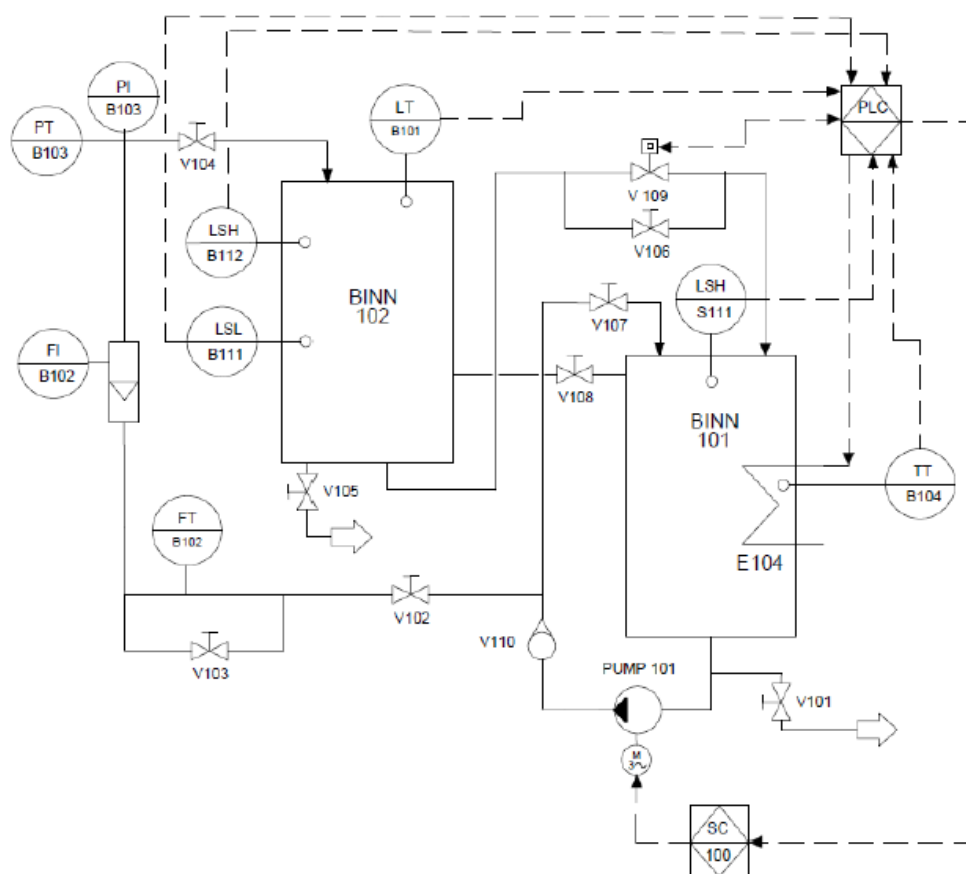 PI
B103
PT
B103
V104
LT
B101
PLC
V 109
V106
LSH
B112
BINN
102
LSH
S111
V107
LSL
B111
FI
B102
V108
BINN
101
V105
TT
B104
FT
B102
E104
V102
V110
V103
PUMP 101
V101
M
3~
SC
100